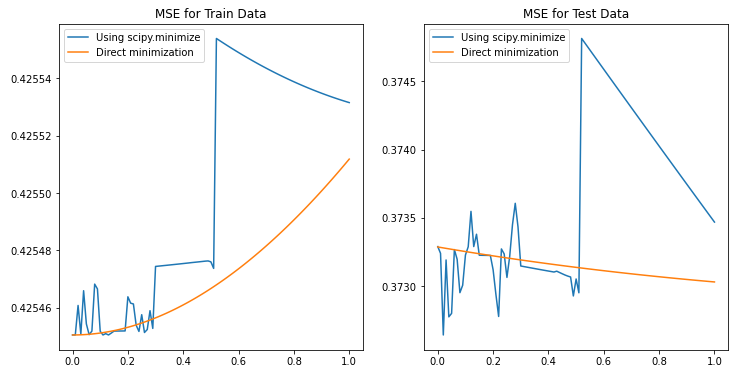 MSE for Train Data
Using scipy.minimize
Direct minimization
0.42554
0.42552
0.42550
0.42548
0.42546
0.0 0.2 0.4 0.6 0.8 1.0
MSE for Test Data
Using scipy.minimize
Direct minimization
0.3745
0.3740
0.3735
0.3730
0.0 0.2 0.4 0.6 0.8 1.0